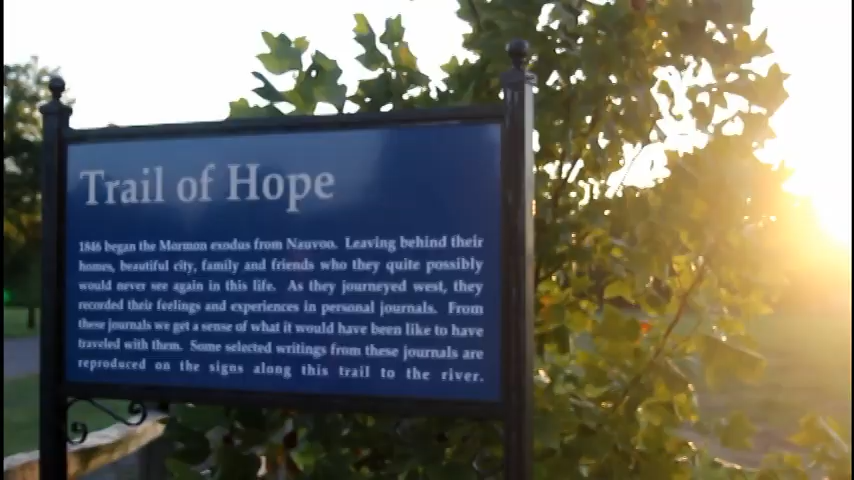 Trail of Hope
1846 began the Mormon exodus from Nauvoo. Leaving behind their
homes, beautiful city, family and friends who they quite possibly
would never see again in this life. As they journeyed west, they
recorded their feelings and experiences in personal journals. From
these journals we get a sense of what it would have been like to have
traveled with them. Some selected writings from these journals are
reproduced on the signs along this trail to the river.